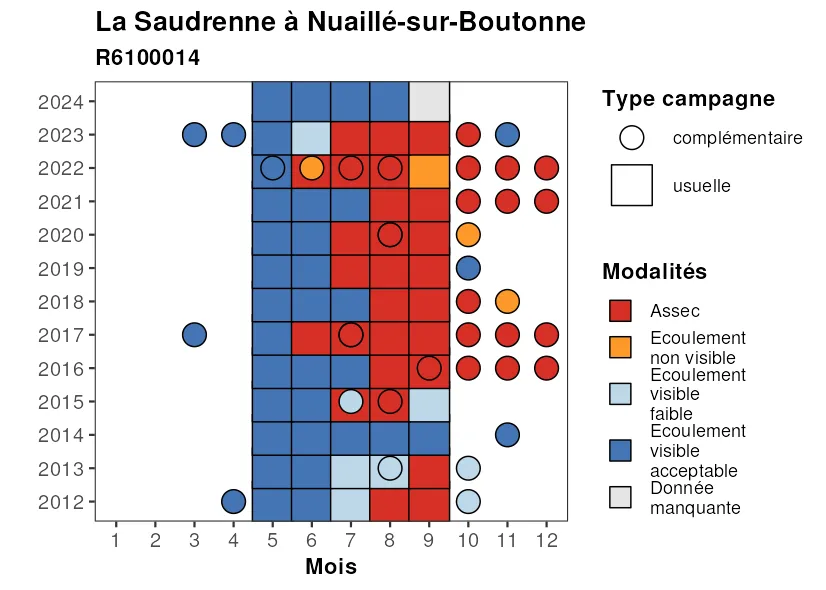 La Saudrenne à Nuaillé-sur-Boutonne
R6100014
2024
2023
2022
2021
2020
2019
2018
2017
2016
2015
2014
2013
2012
1 2 3 4 5 6 7 8 9 10 11 12
Mois
Type campagne
complémentaire
usuelle
Modalités
Assec
Ecoulement
non visible
Ecoulement
visible
faible
Ecoulement
visible
acceptable
Donnée
manquante